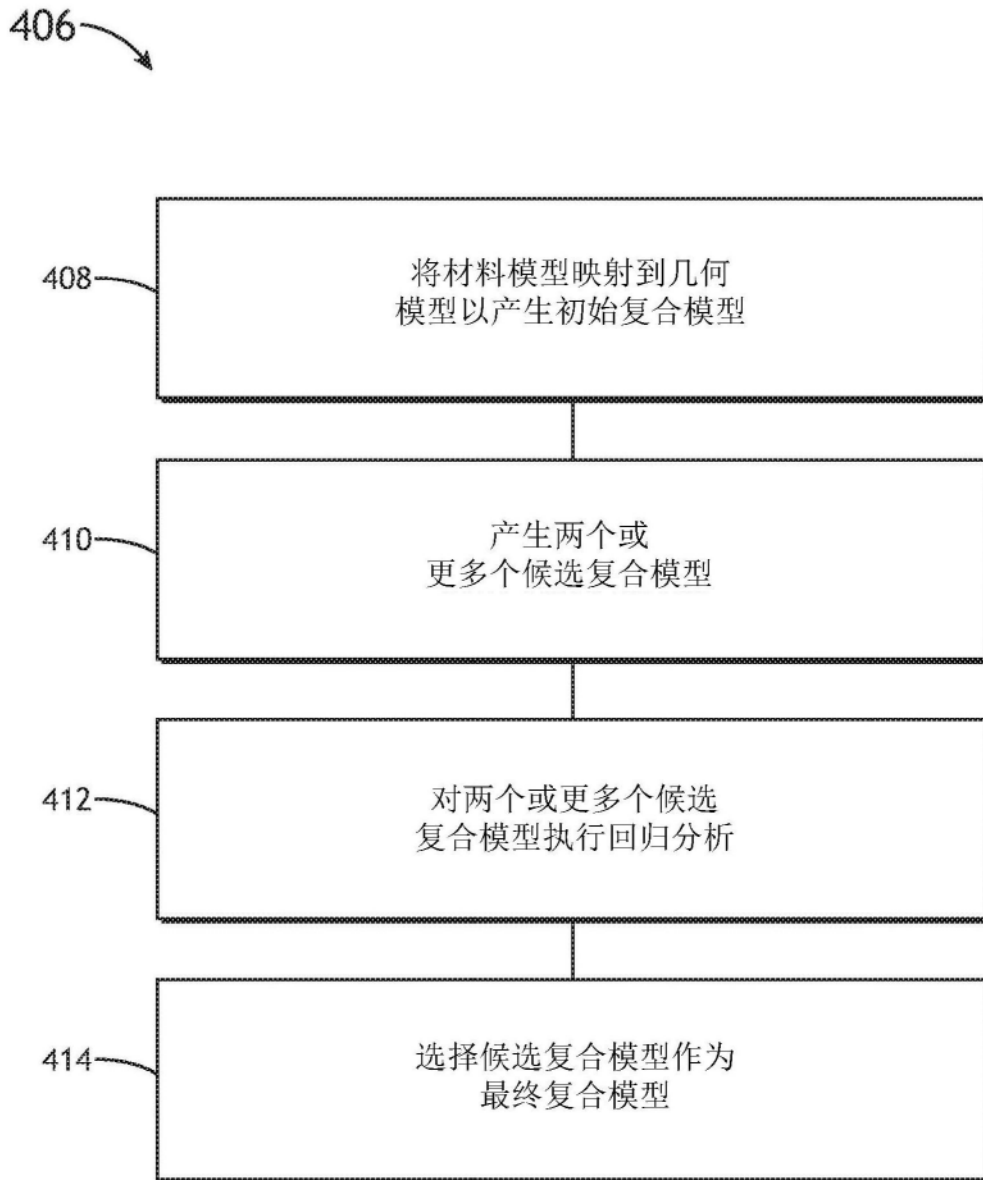 406
408
将材料模型映射到几何
模型以产生初始复合模型
410
产生两个或
更多个候选复合模型
412
对两个或更多个候选
复合模型执行回归分析
414
选择候选复合模型作为
最终复合模型